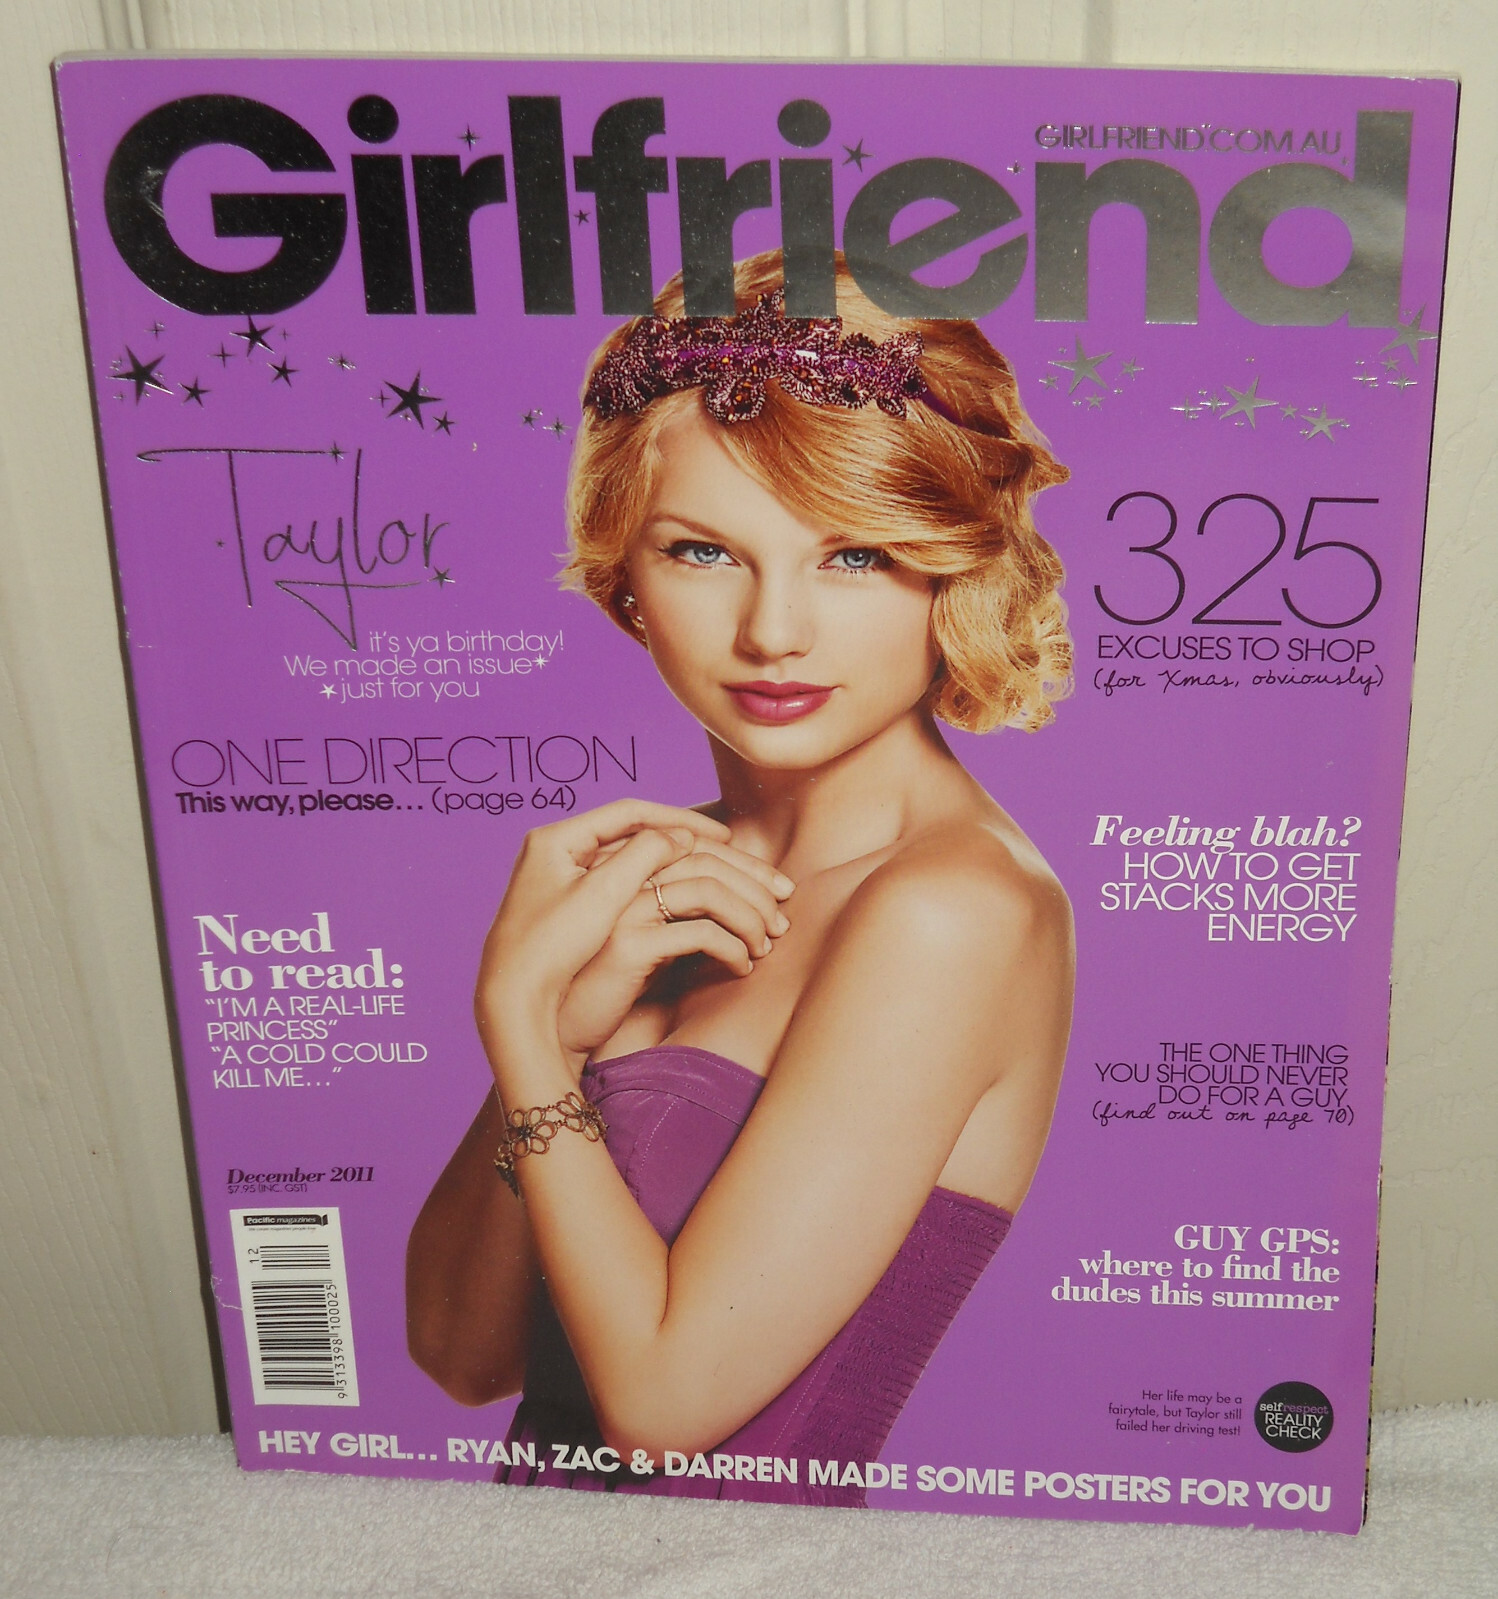 Girlfriend
GIRLFRIEND.COM.AU
Taylor
it's ya birthday!
We made an issue*
*just for you
325
EXCUSES TO SHOP
(for Xmas, obviously)
ONE DIRECTION
This way, please... (page 64)
Feeling blah?
HOW TO GET
STACKS MORE
ENERGY
Need
to read:
"I'M A REAL-LIFE
PRINCESS"
"A COLD COULD
KILL ME..."
THE ONE THING
YOU SHOULD NEVER
DO FOR A GUY
(find out on page 70)
December 2011
$7.95 (INC. GST)
Pacific magazines
12
9 313398 100025
GUY GPS:
where to find the
dudes this summer
Her life may be a
fairytale, but Taylor still
failed her driving test!
selfrespect
REALITY
CHECK
HEY GIRL... RYAN, ZAC & DARREN MADE SOME POSTERS FOR YOU